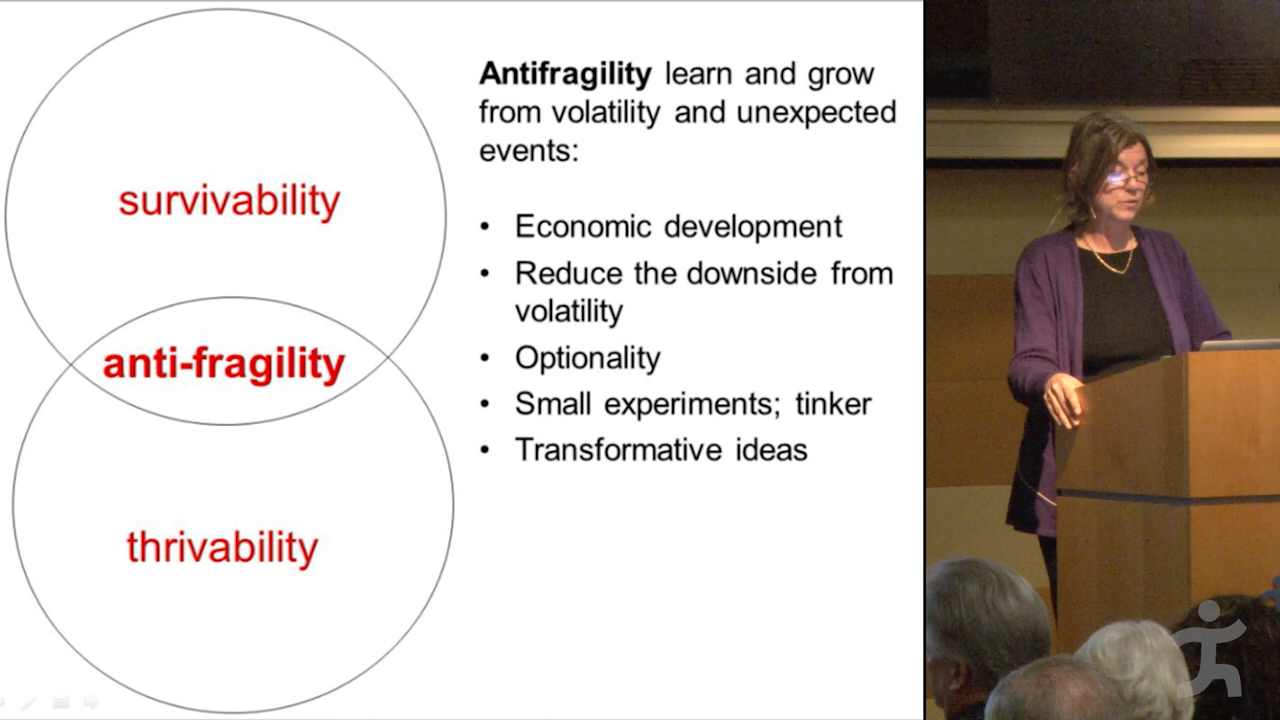 survivability
anti-fragility
thrivability
Antifragility learn and grow
from volatility and unexpected
events:
• Economic development
• Reduce the downside from
volatility
• Optionality
• Small experiments; tinker
• Transformative ideas